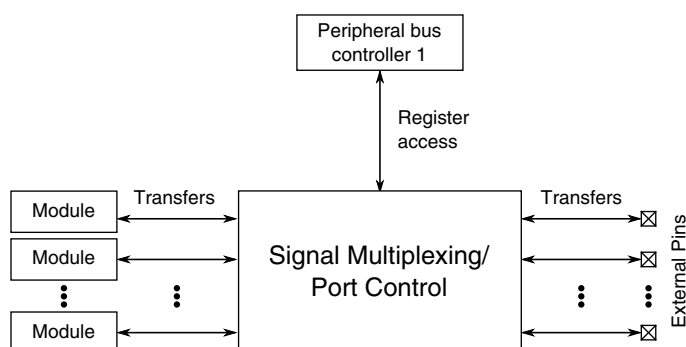 Peripheral bus
controller 1
Register
access
Transfers
Transfers
Module
Module
Module
Signal Multiplexing/
Port Control
External Pins